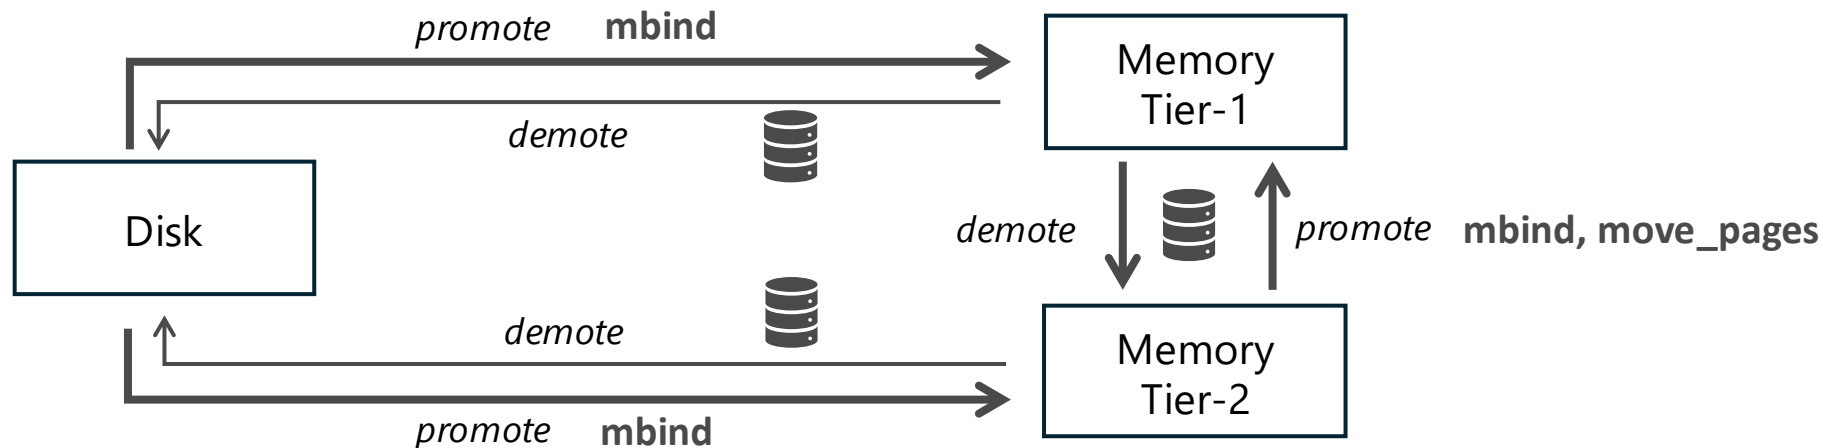 promote mbind
Memory
Tier-1
demote
Disk
demote
promote mbind, move_pages
demote
Memory
Tier-2
promote mbind